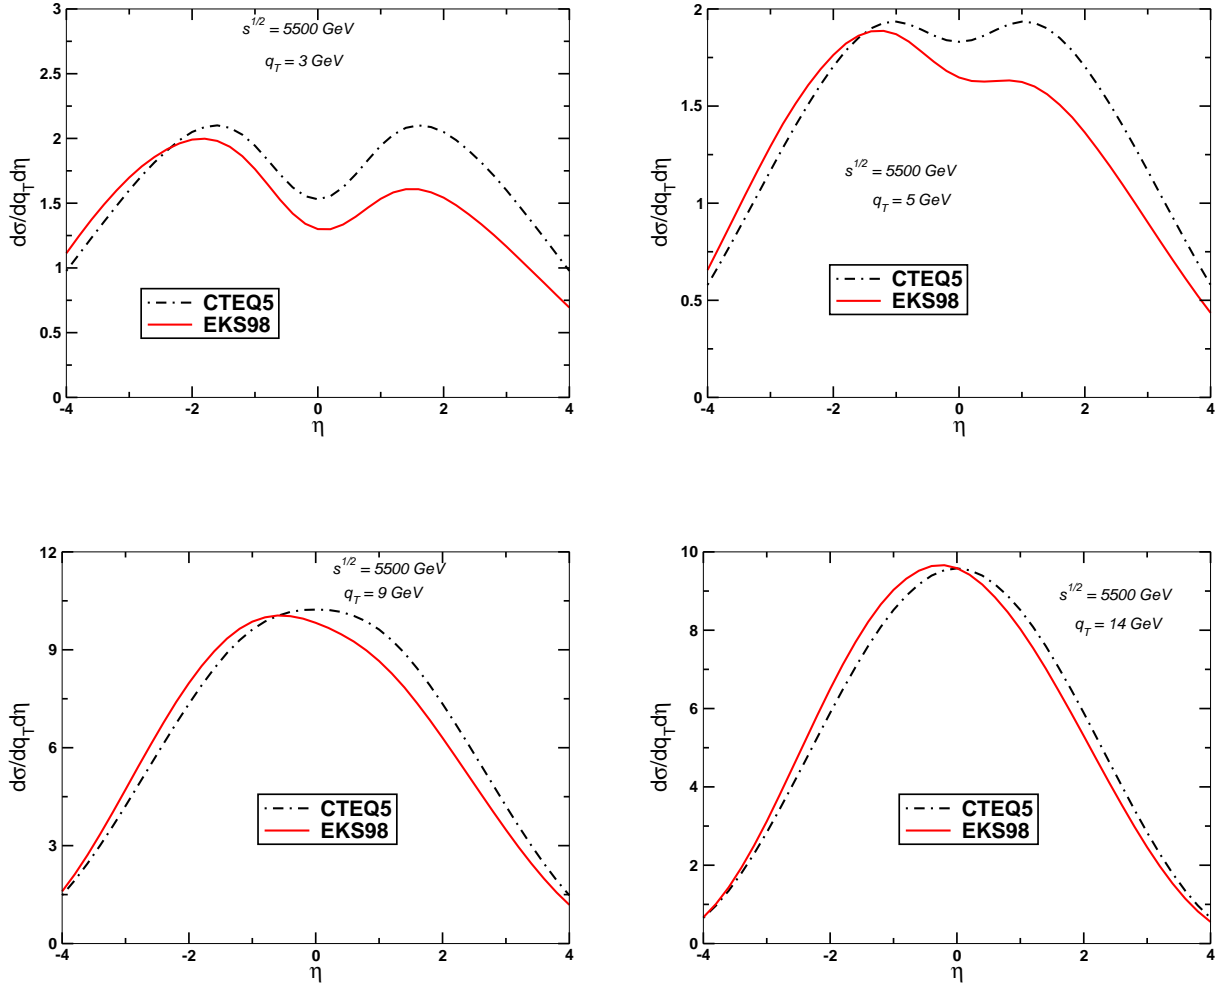 s^{1/2} = 5500 GeV
q_T = 3 GeV
dσ/dq_Tdη
3
2.5
2
1.5
1
0.5
0
CTEQ5
EKS98
-4 -2 0 2 4
η
s^{1/2} = 5500 GeV
q_T = 5 GeV
dσ/dq_Tdη
2
1.5
1
0.5
0
CTEQ5
EKS98
-4 -2 0 2 4
η
s^{1/2} = 5500 GeV
q_T = 9 GeV
dσ/dq_Tdη
12
9
6
3
0
CTEQ5
EKS98
-4 -2 0 2 4
η
s^{1/2} = 5500 GeV
q_T = 14 GeV
dσ/dq_Tdη
10
8
6
4
2
0
CTEQ5
EKS98
-4 -2 0 2 4
η